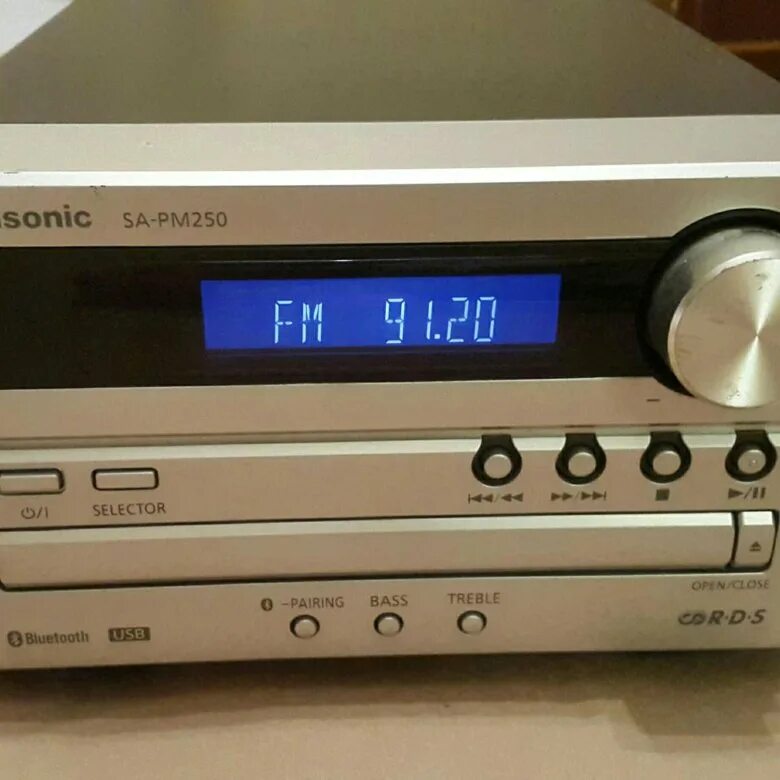 sonic SA-PM250
FM 91.20
⏻/I SELECTOR
OPEN/CLOSE
-PAIRING BASS TREBLE
Bluetooth USB R·D·S